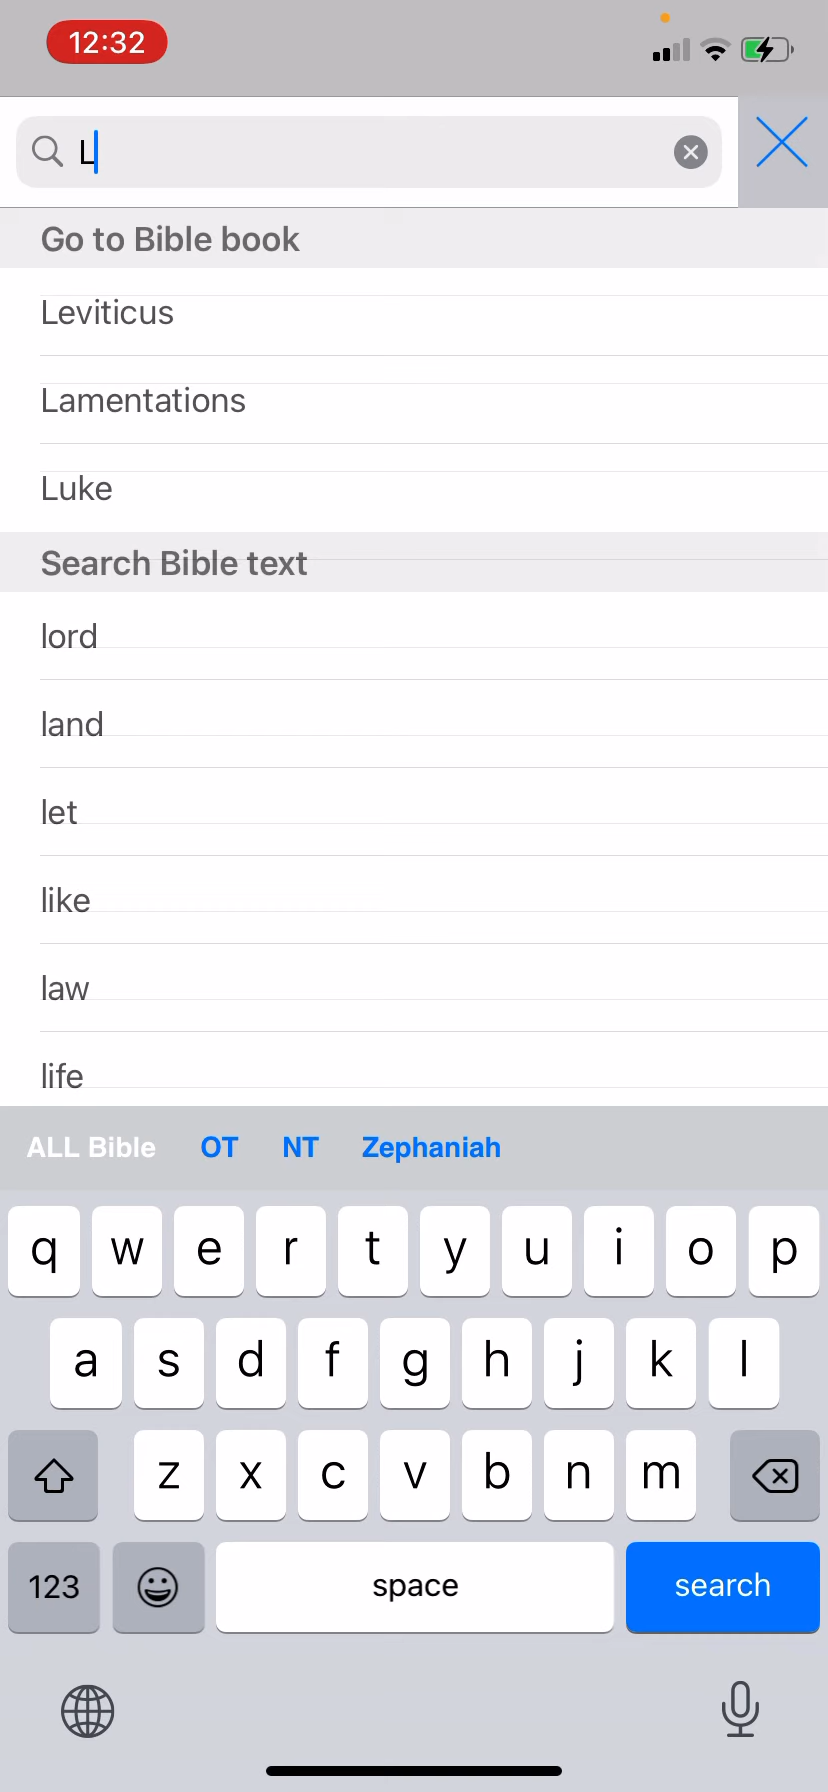 12:32
L
Go to Bible book
Leviticus
Lamentations
Luke
Search Bible text
lord
land
let
like
law
life
ALL Bible OT NT Zephaniah
q w e r t y u i o p
a s d f g h j k l
z x c v b n m
123 space search